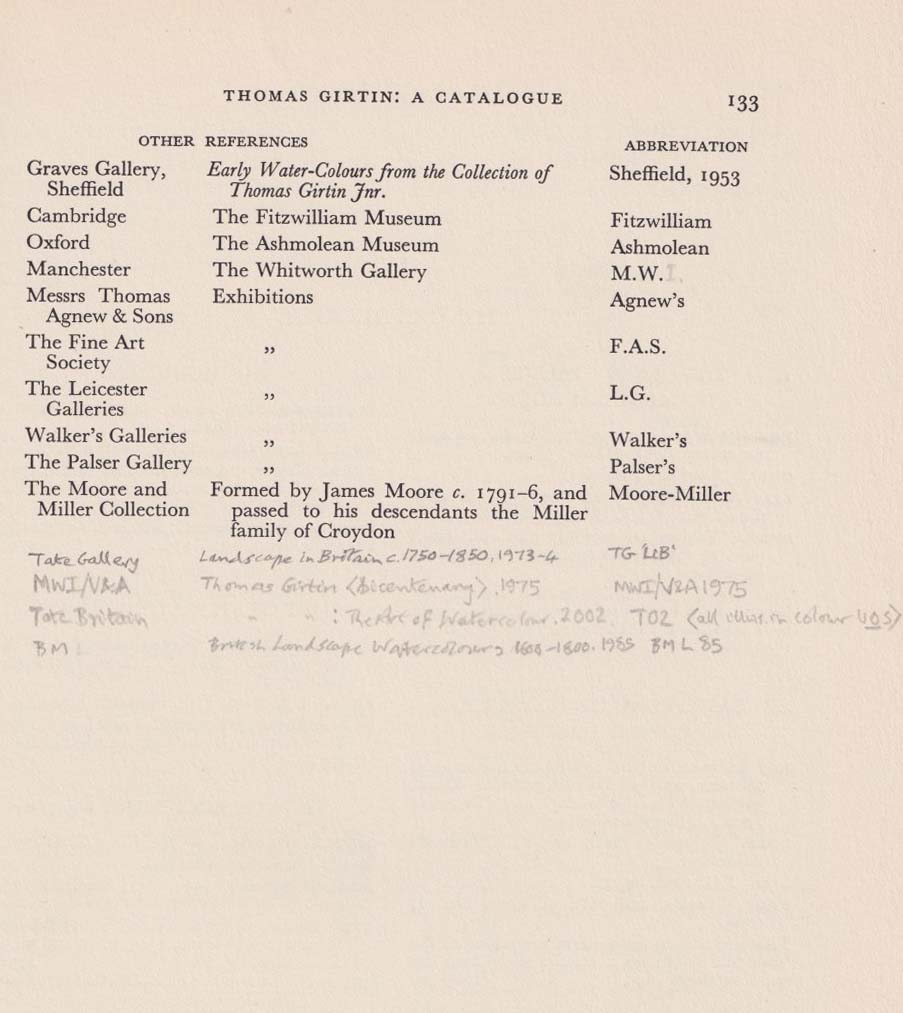 THOMAS GIRTIN: A CATALOGUE 133
OTHER REFERENCES ABBREVIATION
Graves Gallery, Early Water-Colours from the Collection of Sheffield, 1953
Sheffield Thomas Girtin Jnr.
Cambridge The Fitzwilliam Museum Fitzwilliam
Oxford The Ashmolean Museum Ashmolean
Manchester The Whitworth Gallery M.W.I.
Messrs Thomas Exhibitions Agnew's
Agnew & Sons
The Fine Art „ F.A.S.
Society
The Leicester „ L.G.
Galleries
Walker's Galleries „ Walker's
The Palser Gallery „ Palser's
The Moore and Formed by James Moore c. 1791–6, and Moore-Miller
Miller Collection passed to his descendants the Miller
family of Croydon
Tate Gallery Landscape in Britain c.1750–1850, 1973–4 TG 'LIB'
MWI/V&A Thomas Girtin (Bicentenary), 1975 MWI/V&A 1975
Tate Britain " " : The Art of Watercolour. 2002. T02 (all illus. in colour
BM British Landscape Watercolours 1600–1800. 1985 BM L 85